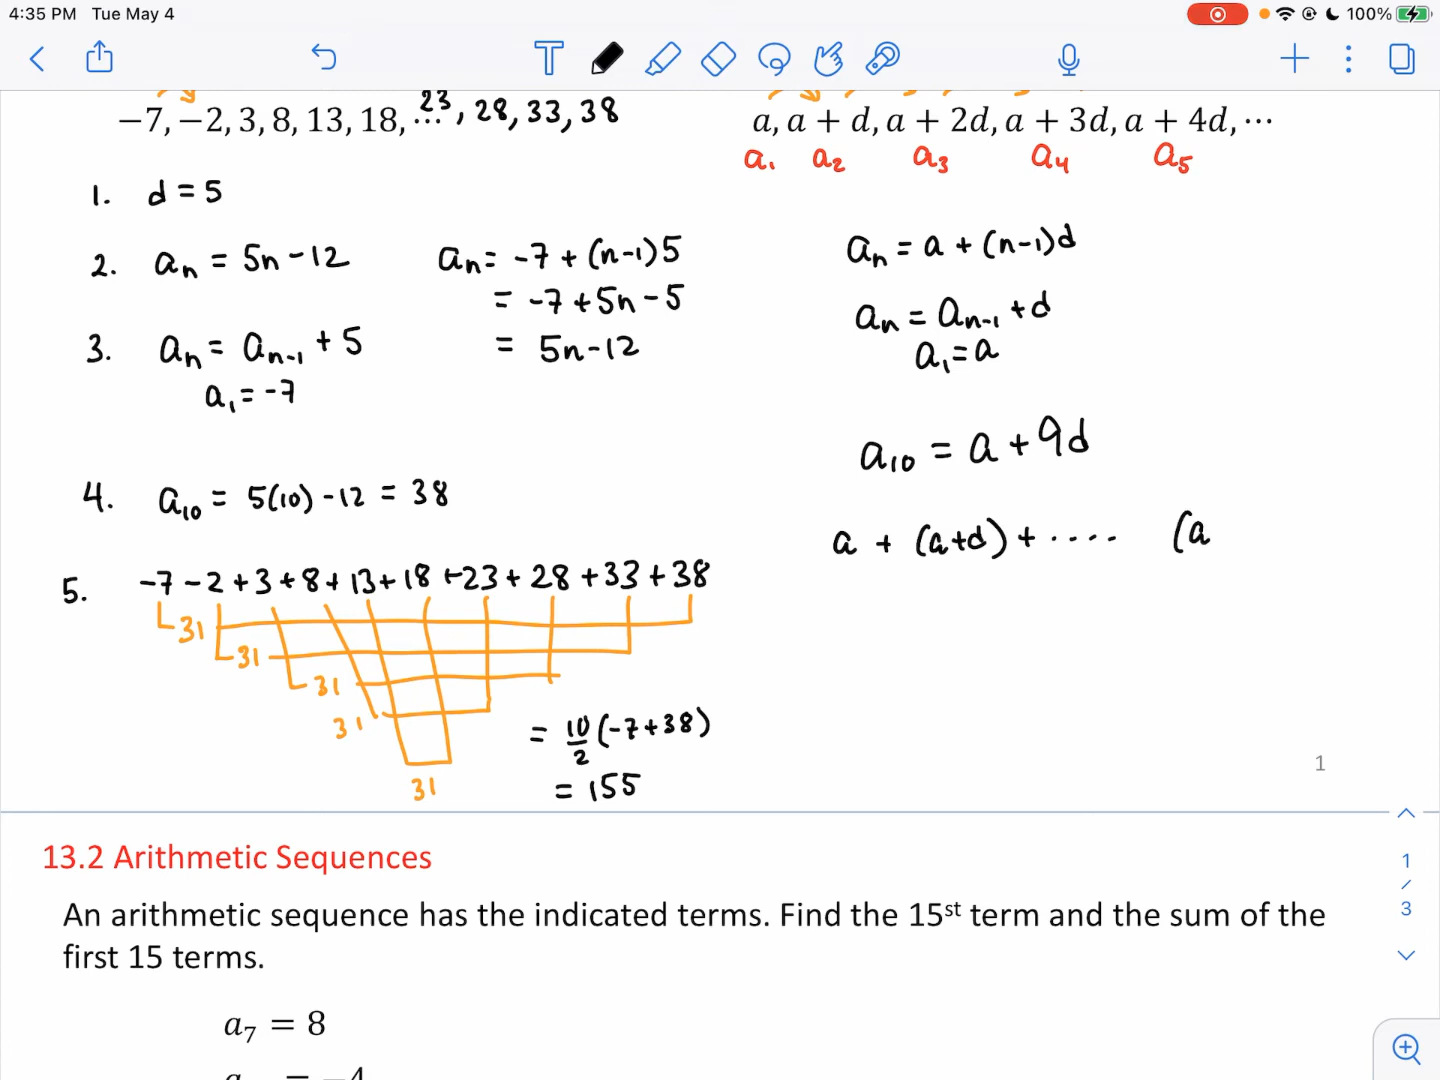 4:35 PM Tue May 4
100%
T
−7, −2, 3, 8, 13, 18, ... 23, 28, 33, 38
a, a + d, a + 2d, a + 3d, a + 4d, ⋯
a₁ a₂ a₃ a₄ a₅
1. d = 5
2. aₙ = 5n − 12
aₙ = −7 + (n−1)5
= −7 + 5n − 5
= 5n − 12
3. aₙ = aₙ₋₁ + 5
a₁ = −7
aₙ = a + (n−1)d
aₙ = aₙ₋₁ + d
a₁ = a
a₁₀ = a + 9d
4. a₁₀ = 5(10) − 12 = 38
a + (a+d) + .... (a
5. −7 − 2 + 3 + 8 + 13 + 18 + 23 + 28 + 33 + 38
31
31
31
31
31
= 10/2 (−7 + 38)
= 155
1
13.2 Arithmetic Sequences
An arithmetic sequence has the indicated terms. Find the 15ˢᵗ term and the sum of the
first 15 terms.
a₇ = 8
1
/
3